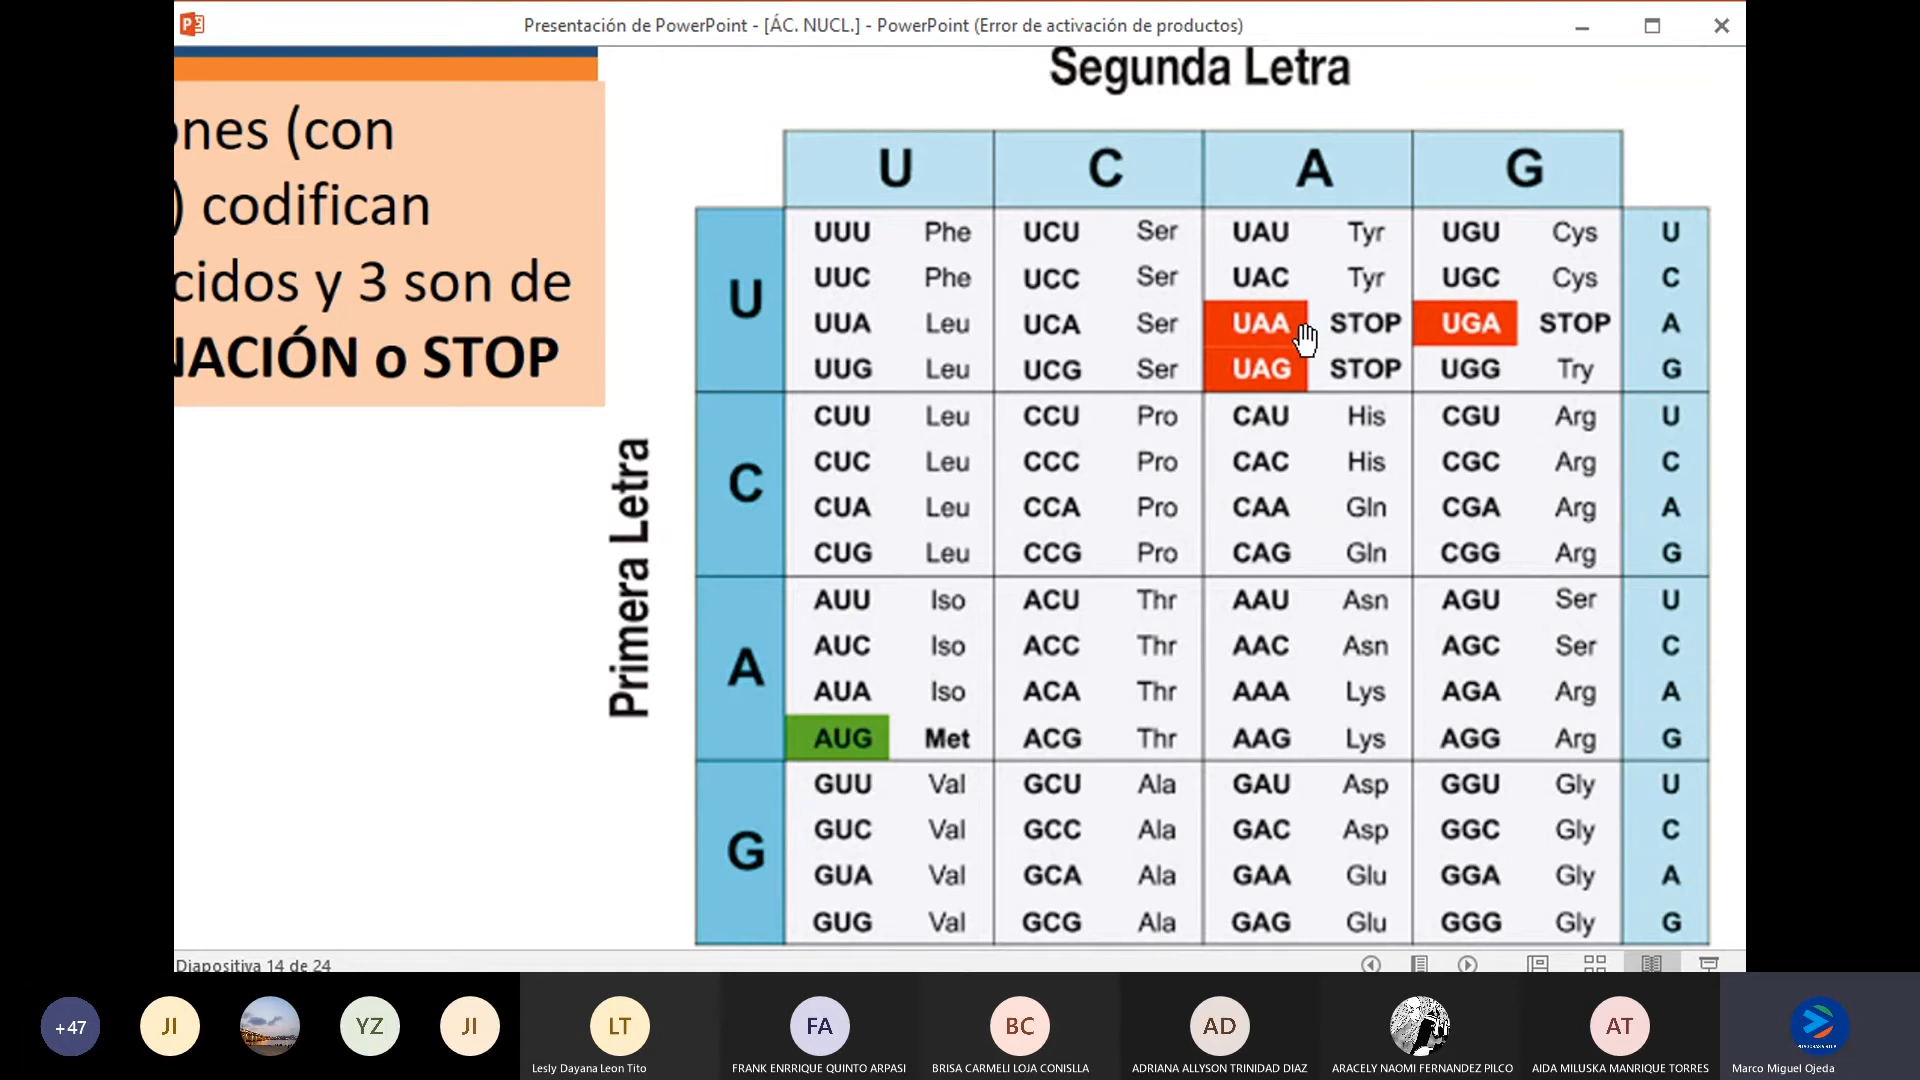 Presentación de PowerPoint - [ÁC. NUCL.] - PowerPoint (Error de activación de productos)
Segunda Letra
ones (con
) codifican
cidos y 3 son de
NACIÓN o STOP
Primera Letra
U C A G
U
UUU Phe UCU Ser UAU Tyr UGU Cys U
UUC Phe UCC Ser UAC Tyr UGC Cys C
UUA Leu UCA Ser UAA STOP UGA STOP A
UUG Leu UCG Ser UAG STOP UGG Try G
C
CUU Leu CCU Pro CAU His CGU Arg U
CUC Leu CCC Pro CAC His CGC Arg C
CUA Leu CCA Pro CAA Gln CGA Arg A
CUG Leu CCG Pro CAG Gln CGG Arg G
A
AUU Iso ACU Thr AAU Asn AGU Ser U
AUC Iso ACC Thr AAC Asn AGC Ser C
AUA Iso ACA Thr AAA Lys AGA Arg A
AUG Met ACG Thr AAG Lys AGG Arg G
G
GUU Val GCU Ala GAU Asp GGU Gly U
GUC Val GCC Ala GAC Asp GGC Gly C
GUA Val GCA Ala GAA Glu GGA Gly A
GUG Val GCG Ala GAG Glu GGG Gly G
Diapositiva 14 de 24
+47 JI YZ JI LT FA BC AD AT
Lesly Dayana Leon Tito
FRANK ENRRIQUE QUINTO ARPASI
BRISA CARMELI LOJA CONISLLA
ADRIANA ALLYSON TRINIDAD DIAZ
ARACELY NAOMI FERNANDEZ PILCO
AIDA MILUSKA MANRIQUE TORRES
Marco Miguel Ojeda